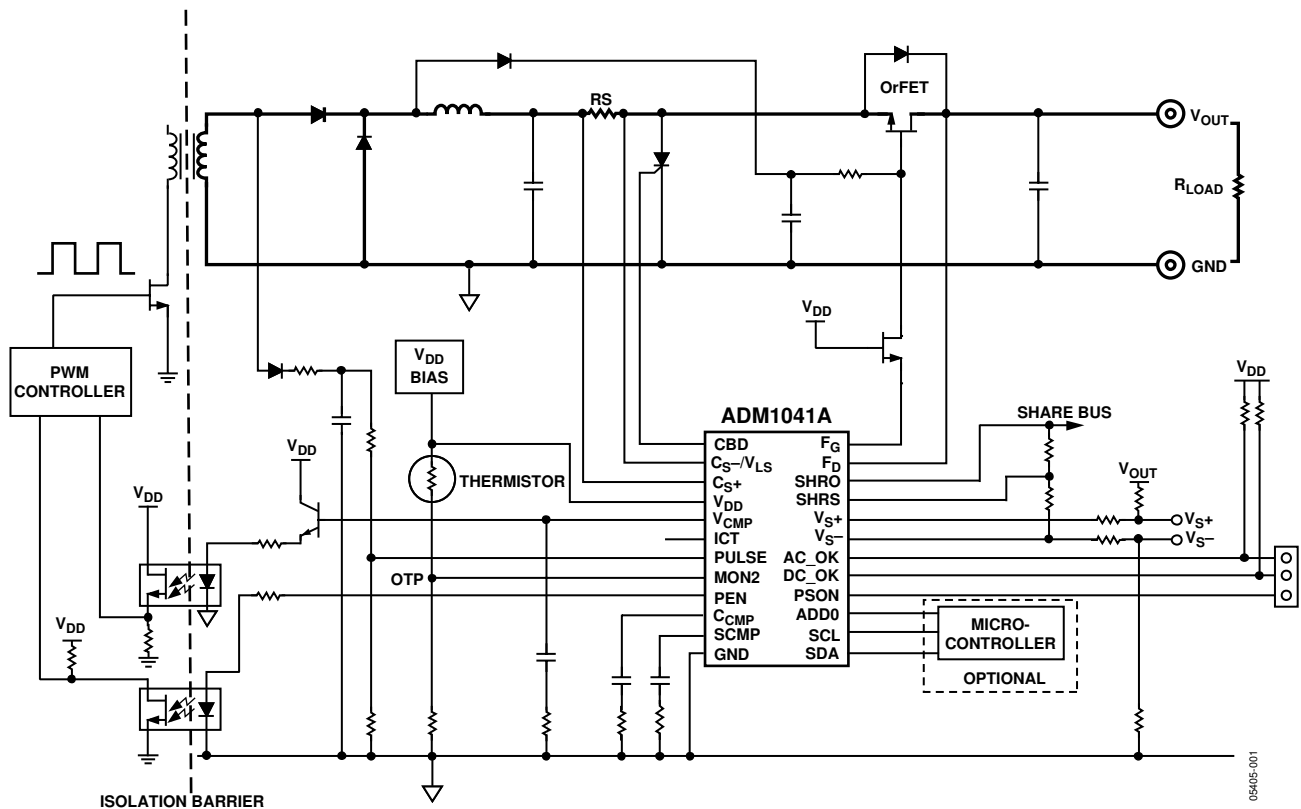 OrFET
RS
VOUT
RLOAD
GND
VDD
PWM
CONTROLLER
VDD
BIAS
VDD
ADM1041A
SHARE BUS
CBD
FG
CS–/VLS
FD
THERMISTOR
CS+
SHRO
VOUT
VDD
VDD
SHRS
VDD
VCMP
VS+
VS+
ICT
VS–
VS–
PULSE
AC_OK
OTP
MON2
DC_OK
PEN
PSON
VDD
CCMP
ADD0
MICRO-
CONTROLLER
SCMP
SCL
GND
SDA
OPTIONAL
ISOLATION BARRIER
05405-001